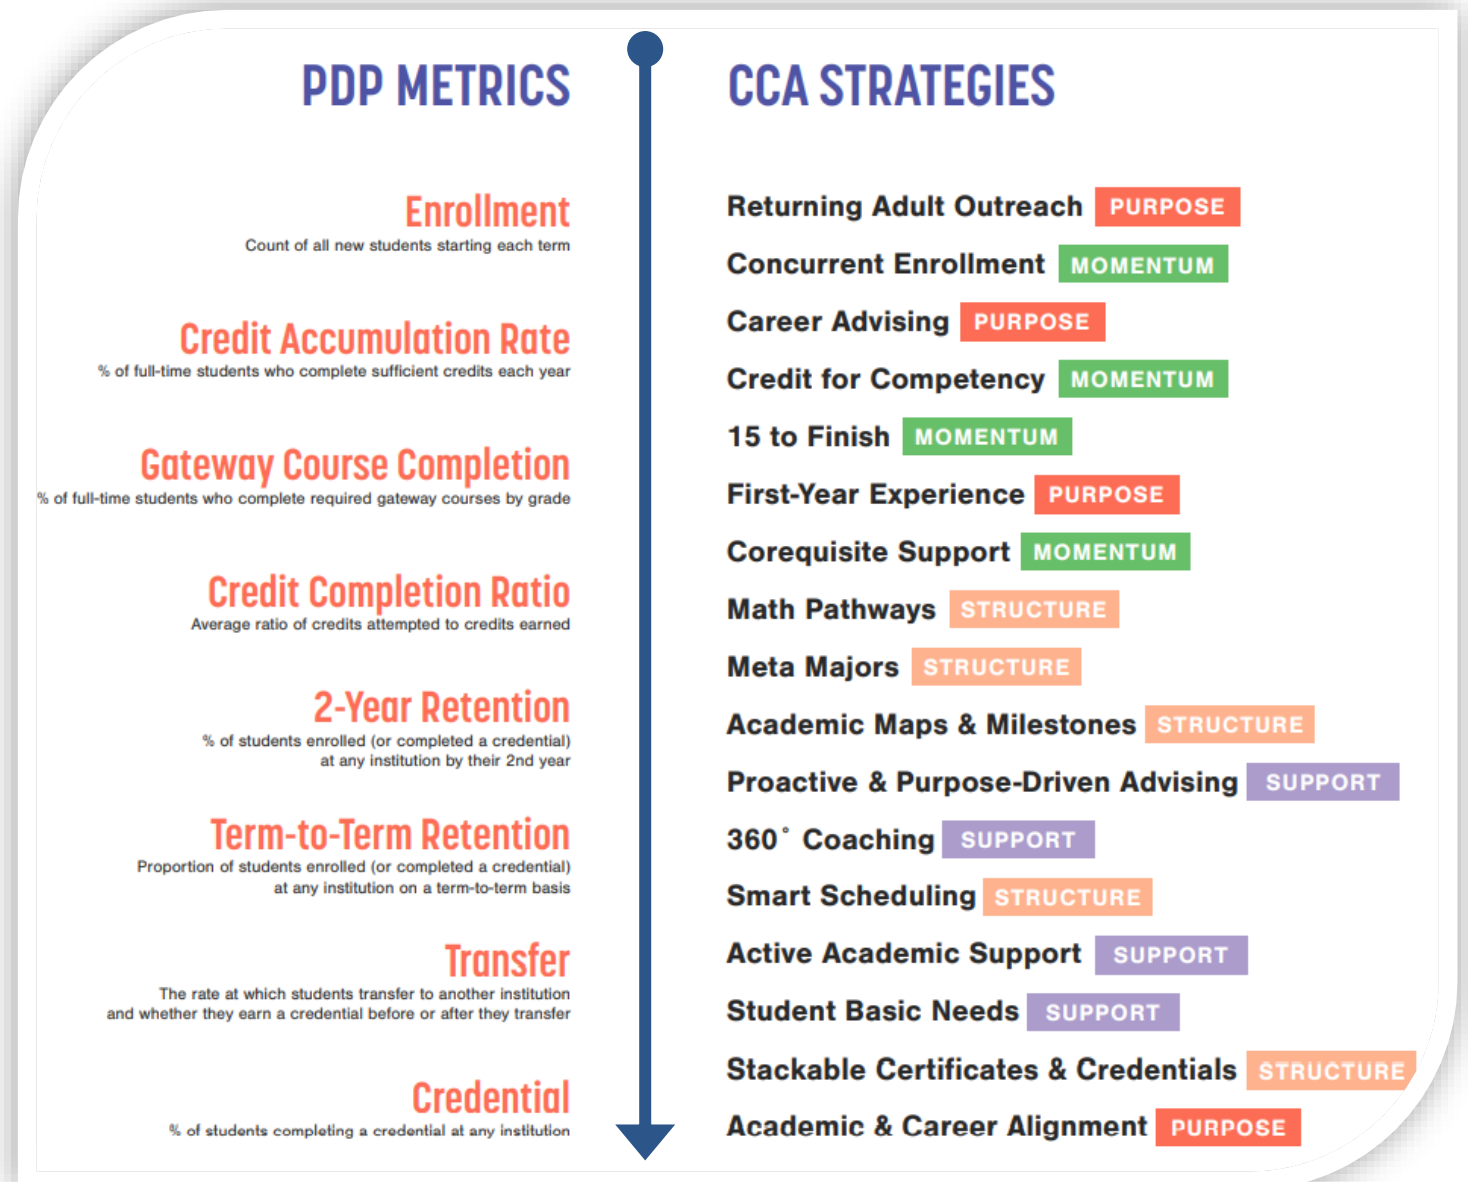 PDP METRICS
Enrollment
Count of all new students starting each term
Credit Accumulation Rate
% of full-time students who complete sufficient credits each year
Gateway Course Completion
% of full-time students who complete required gateway courses by grade
Credit Completion Ratio
Average ratio of credits attempted to credits earned
2-Year Retention
% of students enrolled (or completed a credential)
at any institution by their 2nd year
Term-to-Term Retention
Proportion of students enrolled (or completed a credential)
at any institution on a term-to-term basis
Transfer
The rate at which students transfer to another institution
and whether they earn a credential before or after they transfer
Credential
% of students completing a credential at any institution
CCA STRATEGIES
Returning Adult Outreach PURPOSE
Concurrent Enrollment MOMENTUM
Career Advising PURPOSE
Credit for Competency MOMENTUM
15 to Finish MOMENTUM
First-Year Experience PURPOSE
Corequisite Support MOMENTUM
Math Pathways STRUCTURE
Meta Majors STRUCTURE
Academic Maps & Milestones STRUCTURE
Proactive & Purpose-Driven Advising SUPPORT
360˚ Coaching SUPPORT
Smart Scheduling STRUCTURE
Active Academic Support SUPPORT
Student Basic Needs SUPPORT
Stackable Certificates & Credentials STRUCTURE
Academic & Career Alignment PURPOSE